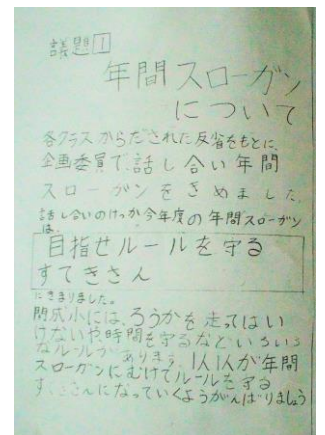 議題1
年間スローガン
について
各クラスからだされた反省をもとに、
企画委員で、話し合い年間
スローガンをきめました。
話し合いのけっか今年度の年間スローガン
は、
目指せルールを守る
すてきさん
にきまりました。
開成小には、ろうかを走ってはい
けないや時間を守るなどいろいろ
なルールがあります。1人1人が年間
スローガンにむけてルールを守る
すてきさんになっていくようがんばりましょう